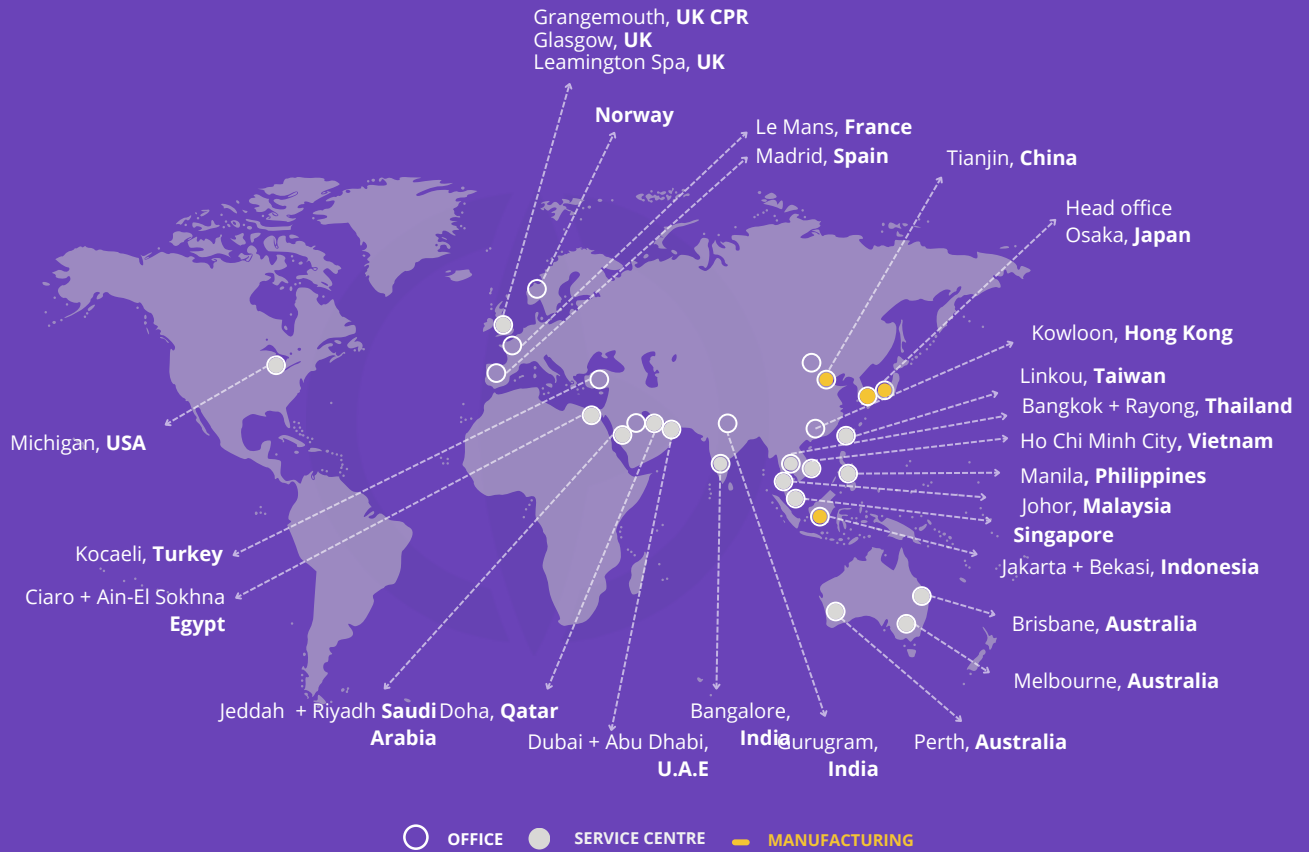 Grangemouth, UK CPR
Glasgow, UK
Leamington Spa, UK
Norway
Le Mans, France
Madrid, Spain
Tianjin, China
Head office
Osaka, Japan
Kowloon, Hong Kong
Linkou, Taiwan
Bangkok + Rayong, Thailand
Ho Chi Minh City, Vietnam
Manila, Philippines
Johor, Malaysia
Singapore
Jakarta + Bekasi, Indonesia
Brisbane, Australia
Melbourne, Australia
Perth, Australia
Michigan, USA
Kocaeli, Turkey
Ciaro + Ain-El Sokhna
Egypt
Jeddah + Riyadh Saudi
Arabia
Doha, Qatar
Dubai + Abu Dhabi,
U.A.E
Bangalore,
India
Gurugram,
India
OFFICE
SERVICE CENTRE
MANUFACTURING